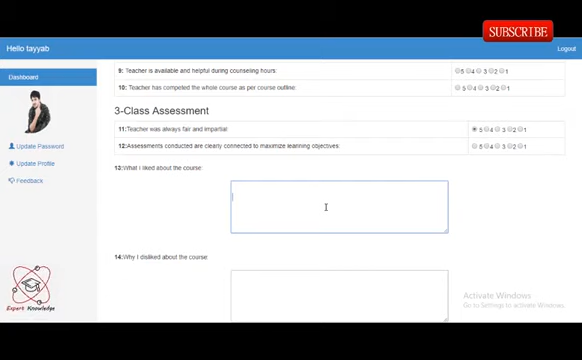 SUBSCRIBE
Hello tayyab
Logout
Dashboard
Update Password
Update Profile
Feedback
9: Teacher is available and helpful during counseling hours: 5 4 3 2 1
10: Teacher has competed the whole course as per course outline: 5 4 3 2 1
3-Class Assessment
11:Teacher was always fair and impartial 5 4 3 2 1
12:Assessments conducted are clearly connected to maximize learning objectives: 5 4 3 2 1
13:What I liked about the course:
14:Why I disliked about the course:
Expert Knowledge
Activate Windows
Go to Settings to activate Windows.